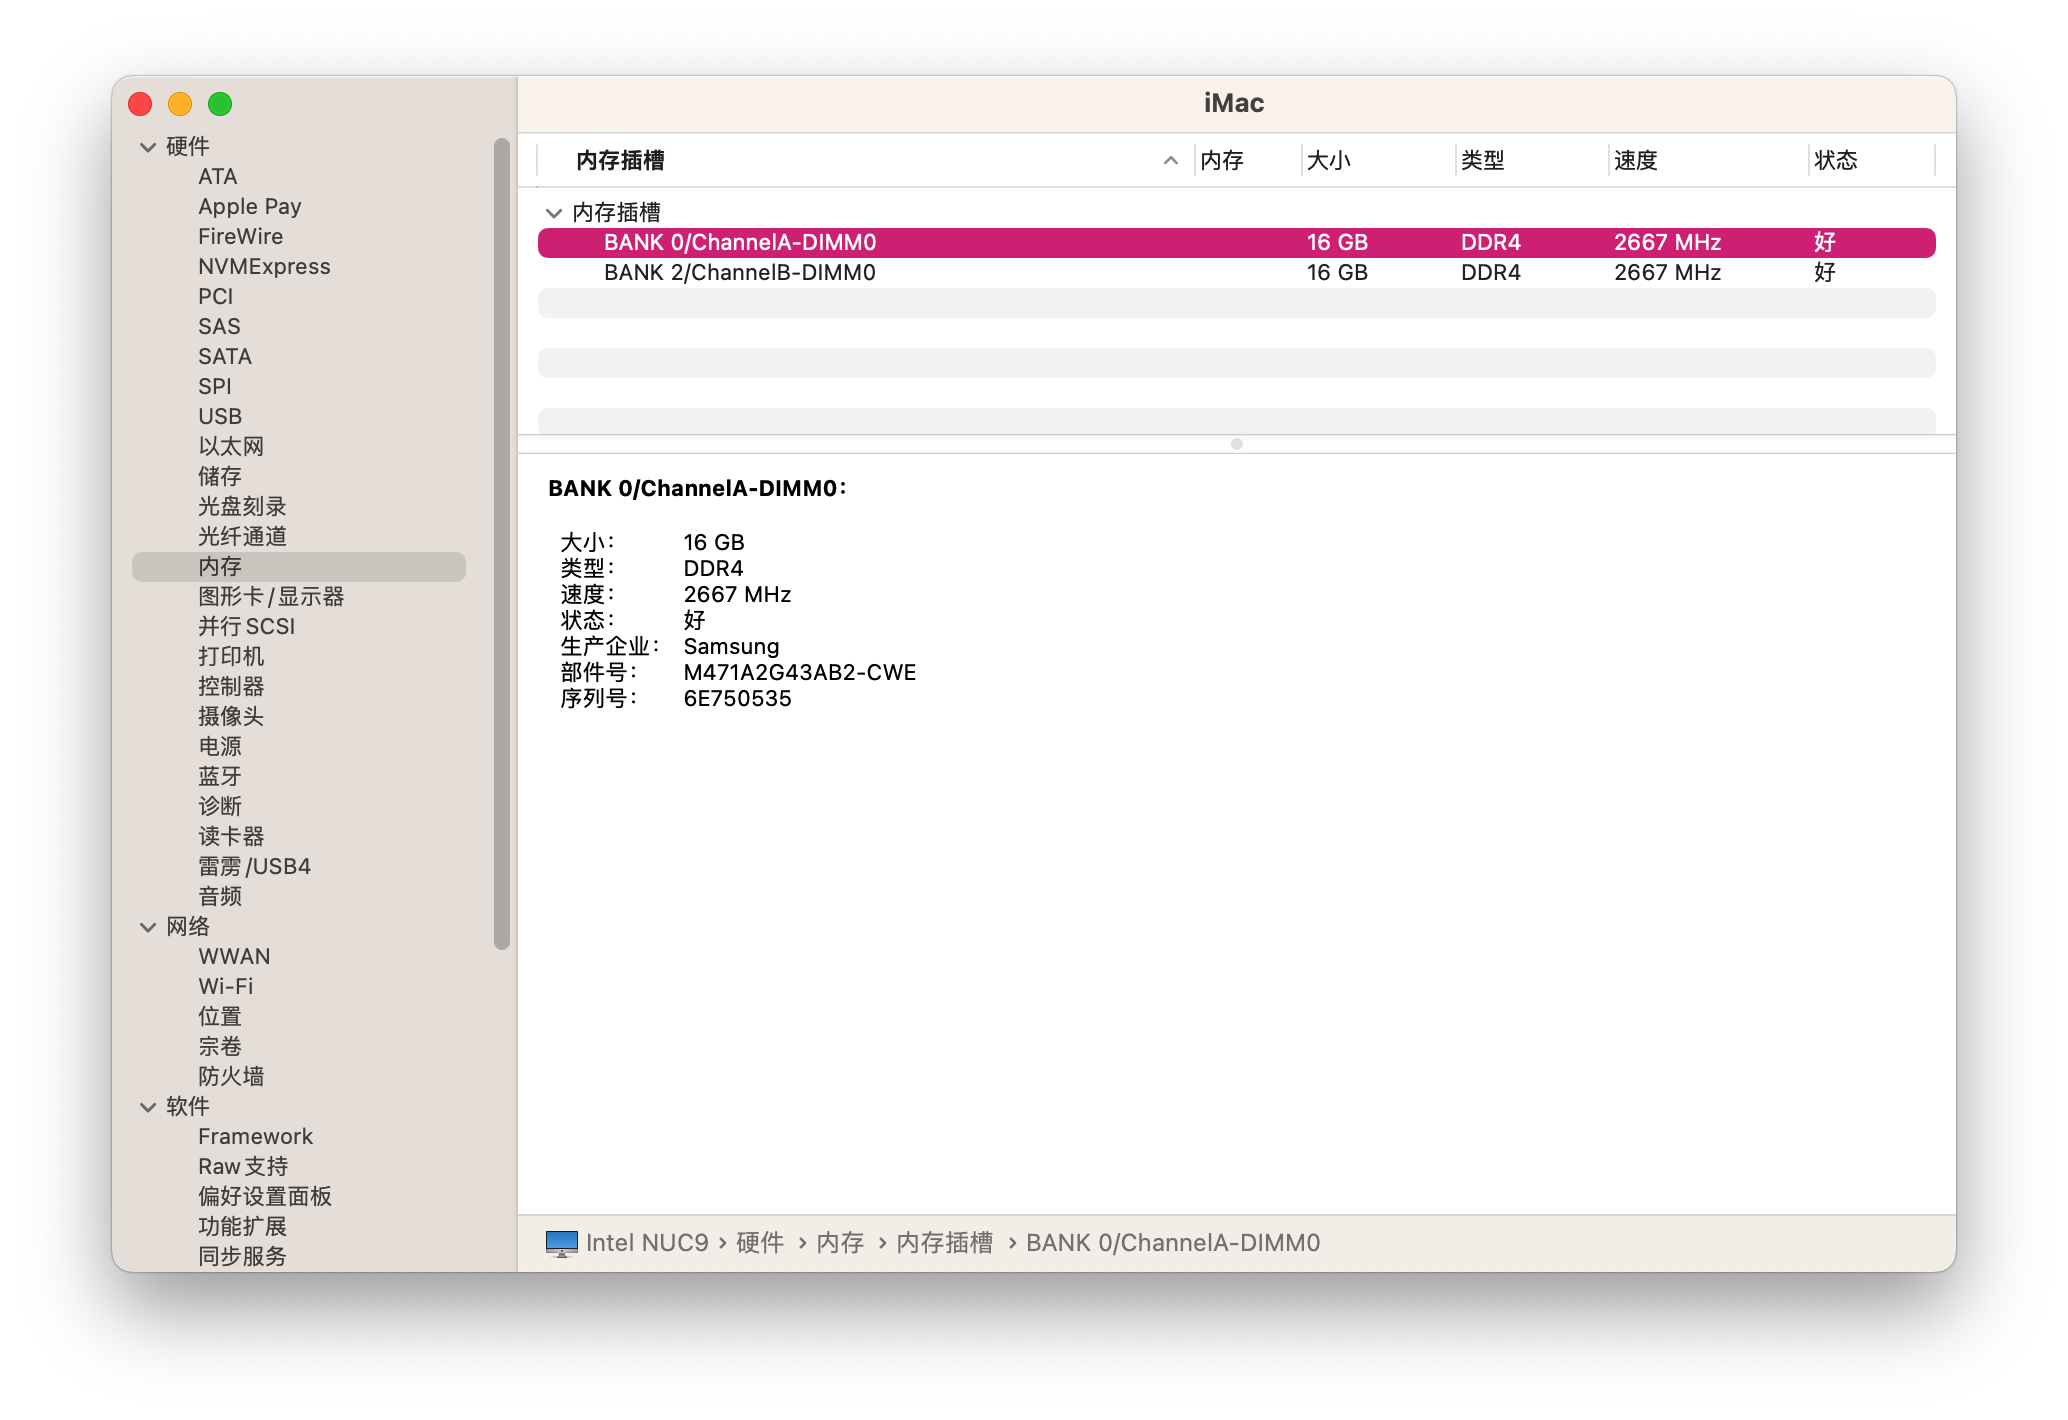 iMac
硬件
ATA
Apple Pay
FireWire
NVMExpress
PCI
SAS
SATA
SPI
USB
以太网
储存
光盘刻录
光纤通道
内存
图形卡/显示器
并行SCSI
打印机
控制器
摄像头
电源
蓝牙
诊断
读卡器
雷雳/USB4
音频
网络
WWAN
Wi-Fi
位置
宗卷
防火墙
软件
Framework
Raw支持
偏好设置面板
功能扩展
同步服务
内存插槽 内存 大小 类型 速度 状态
内存插槽
BANK 0/ChannelA-DIMM0 16 GB DDR4 2667 MHz 好
BANK 2/ChannelB-DIMM0 16 GB DDR4 2667 MHz 好
BANK 0/ChannelA-DIMM0：
大小： 16 GB
类型： DDR4
速度： 2667 MHz
状态： 好
生产企业： Samsung
部件号： M471A2G43AB2-CWE
序列号： 6E750535
Intel NUC9 › 硬件 › 内存 › 内存插槽 › BANK 0/ChannelA-DIMM0